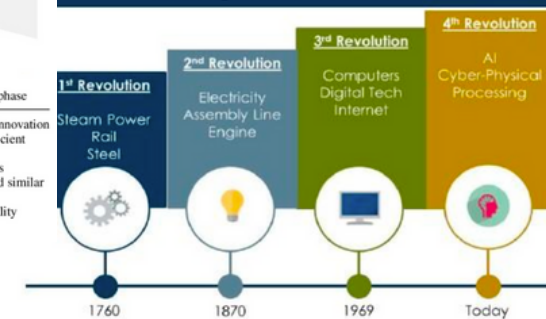 phase
nnovation
cient
s
d similar
lity
1st Revolution
Steam Power
Rail
Steel
2nd Revolution
Electricity
Assembly Line
Engine
3rd Revolution
Computers
Digital Tech
Internet
4th Revolution
AI
Cyber-Physical
Processing
1760
1870
1969
Today